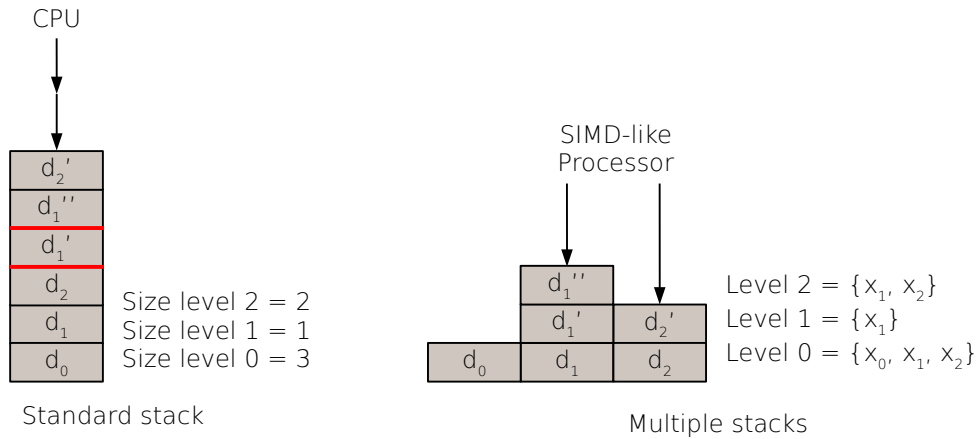 CPU
d₂'
d₁''
d₁'
d₂
d₁
d₀
Size level 2 = 2
Size level 1 = 1
Size level 0 = 3
Standard stack
SIMD-like
Processor
d₁''
d₁' d₂'
d₀ d₁ d₂
Level 2 = {x₁, x₂}
Level 1 = {x₁}
Level 0 = {x₀, x₁, x₂}
Multiple stacks